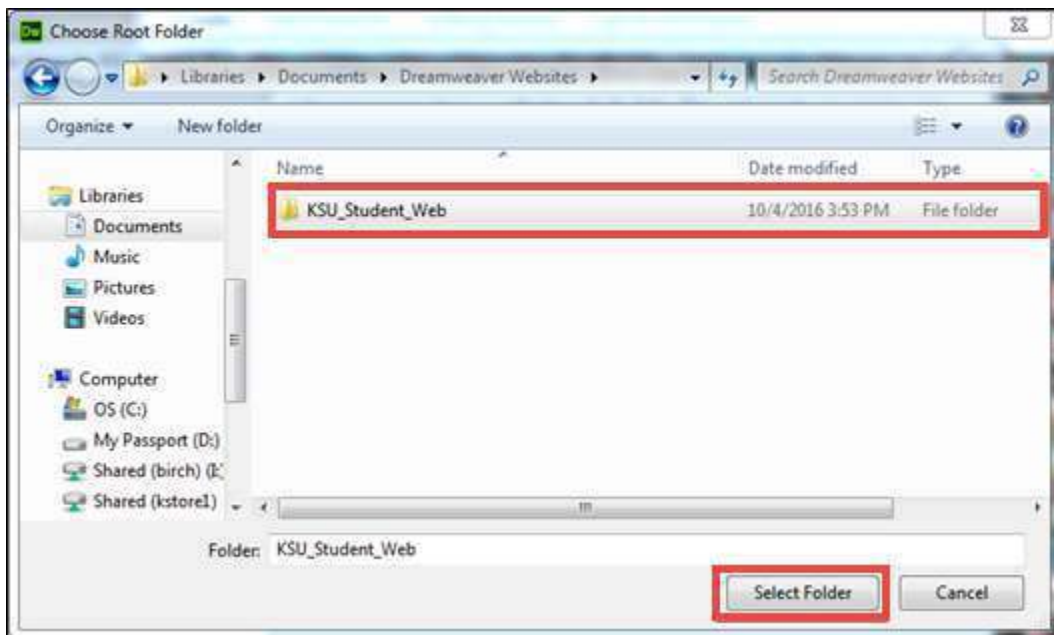 Dw Choose Root Folder
Libraries Documents Dreamweaver Websites Search Dreamweaver Websites
Organize New folder
Name Date modified Type
Libraries
KSU_Student_Web 10/4/2016 3:53 PM File folder
Documents
Music
Pictures
Videos
Computer
OS (C:)
My Passport (D:)
Shared (birch) (
Shared (kstore1)
Folder: KSU_Student_Web
Select Folder Cancel